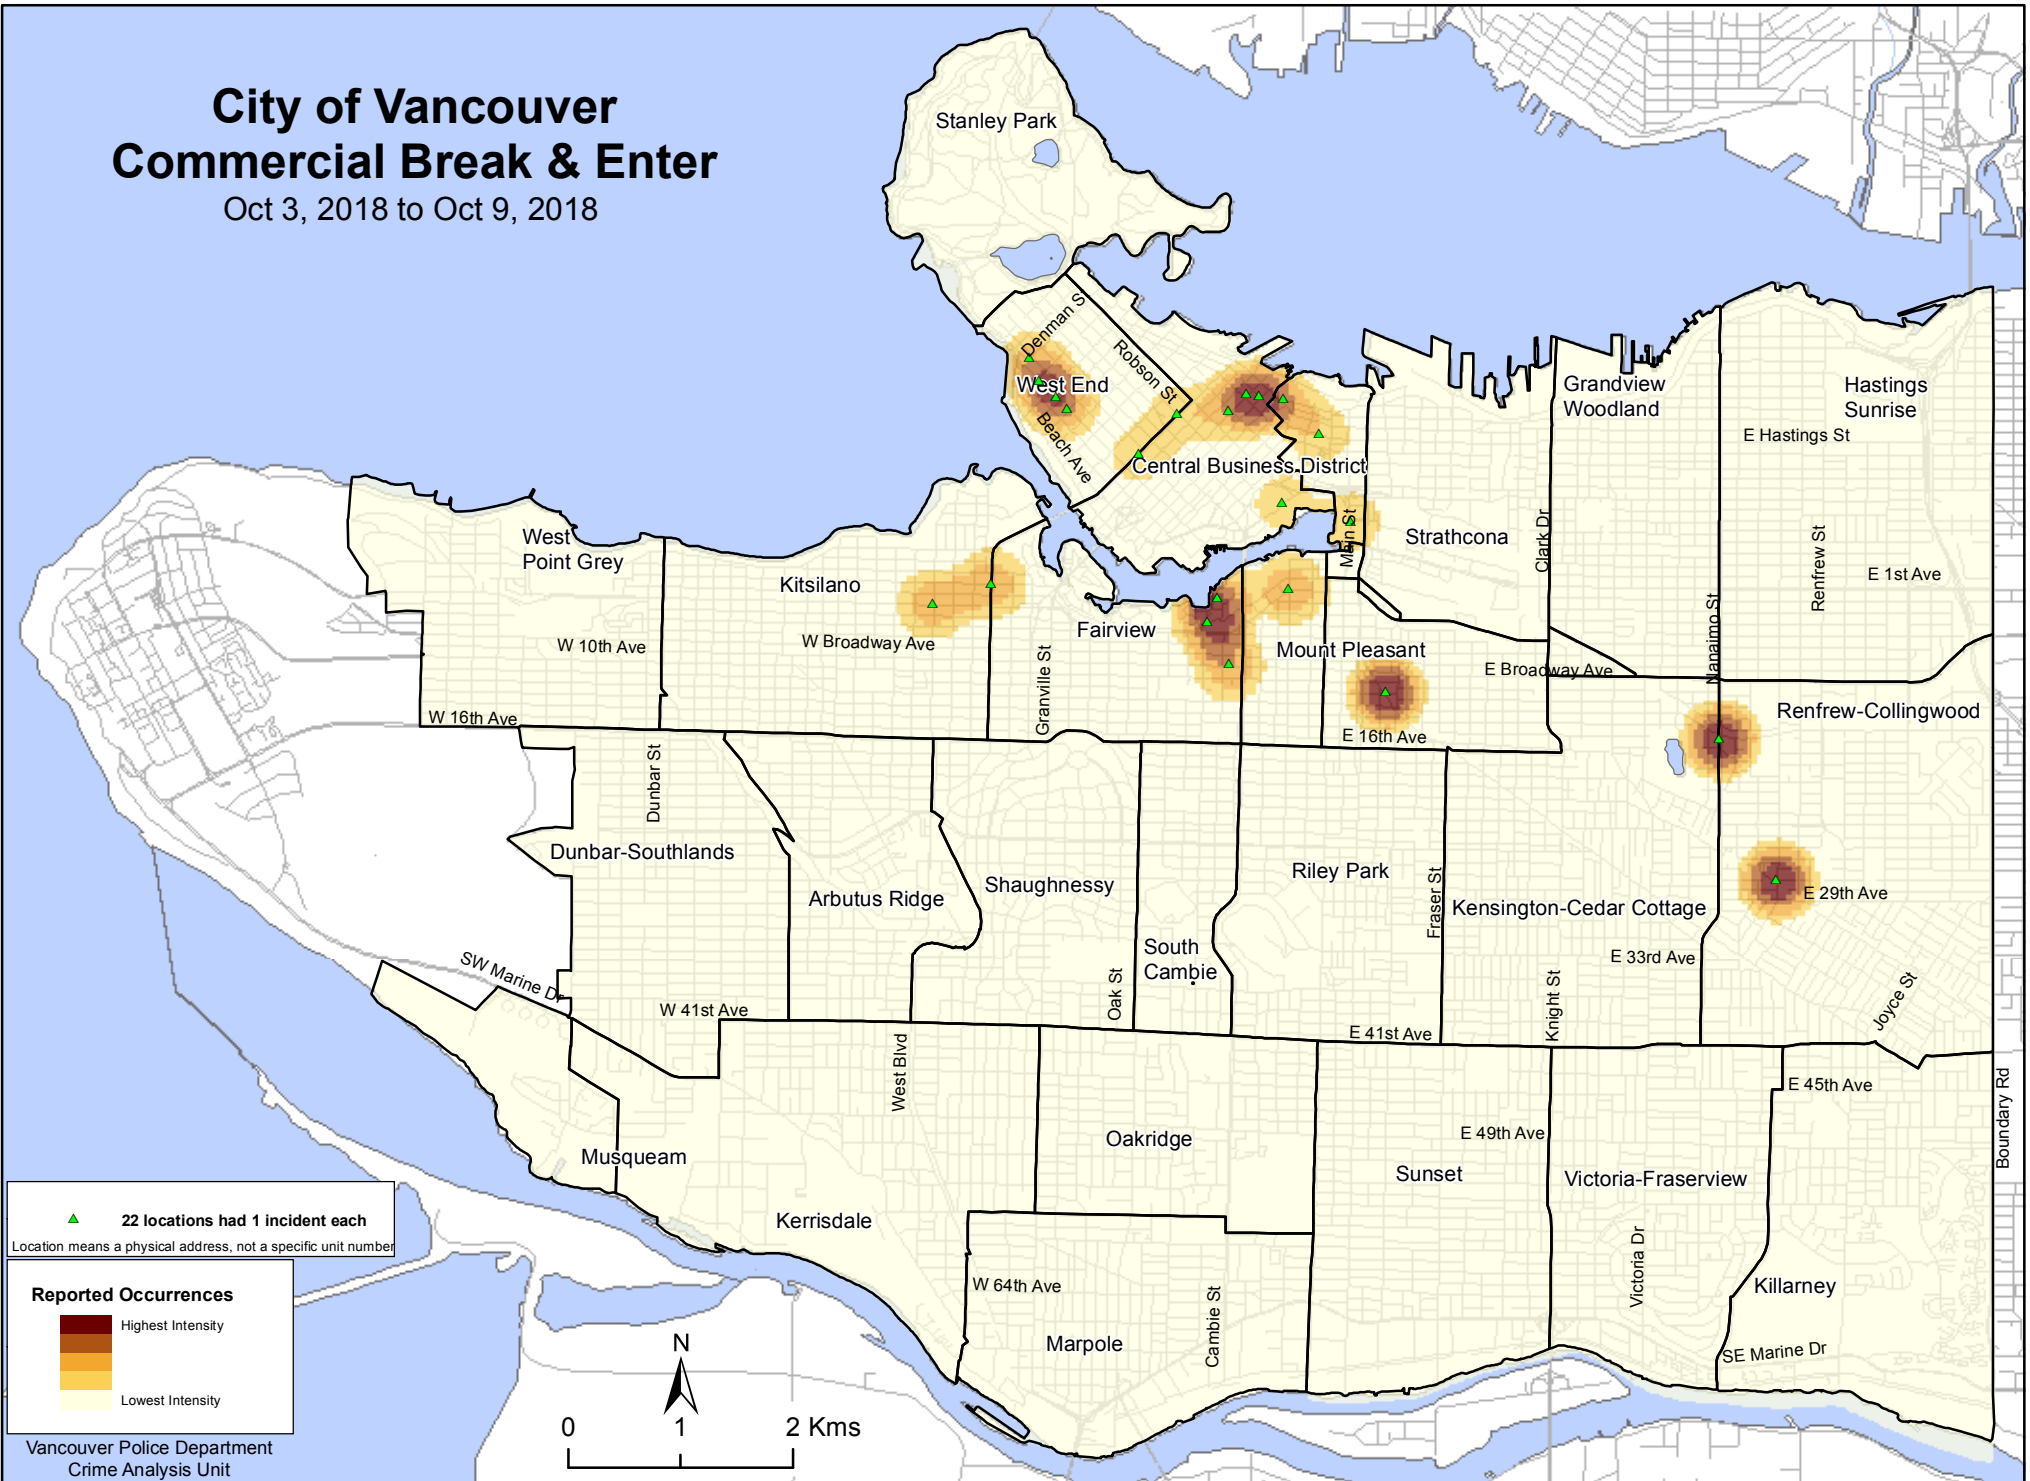 City of Vancouver
Commercial Break & Enter
Oct 3, 2018 to Oct 9, 2018
Stanley Park
Denman S
Robson St
West End
Beach Ave
Central Business District
Grandview
Woodland
Hastings
Sunrise
E Hastings St
West
Point Grey
Kitsilano
Strathcona
Main St
Clark Dr
Renfrew St
E 1st Ave
Nanaimo St
W 10th Ave
W Broadway Ave
Fairview
Granville St
Mount Pleasant
E Broadway Ave
W 16th Ave
E 16th Ave
Renfrew-Collingwood
Dunbar St
Dunbar-Southlands
Arbutus Ridge
Shaughnessy
Riley Park
Fraser St
Kensington-Cedar Cottage
E 29th Ave
South
Cambie
E 33rd Ave
SW Marine Dr
W 41st Ave
Oak St
E 41st Ave
Knight St
Joyce St
West Blvd
E 45th Ave
Boundary Rd
Oakridge
E 49th Ave
Musqueam
Sunset
Victoria-Fraserview
Kerrisdale
Victoria Dr
W 64th Ave
Cambie St
Killarney
Marpole
SE Marine Dr
22 locations had 1 incident each
Location means a physical address, not a specific unit number
Reported Occurrences
Highest Intensity
Lowest Intensity
N
0 1 2 Kms
Vancouver Police Department
Crime Analysis Unit